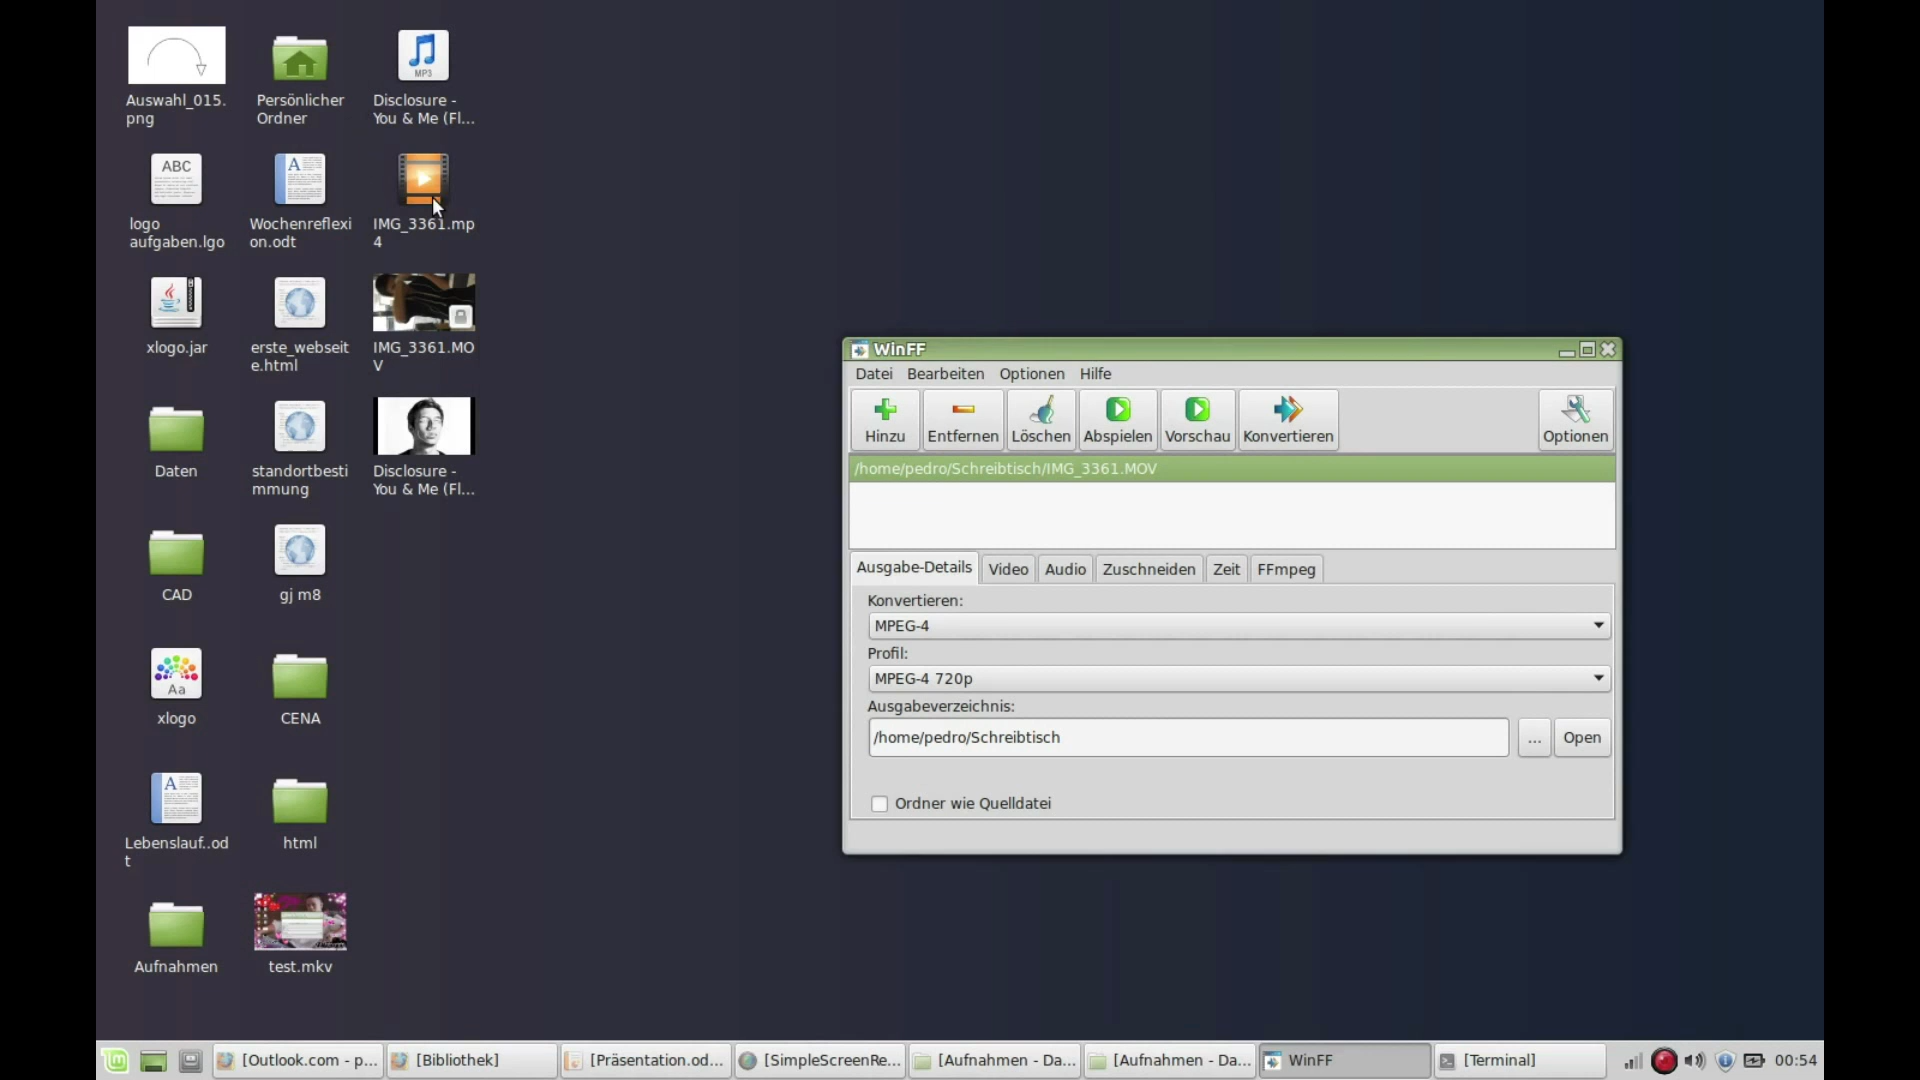 Auswahl_015.
png
Persönlicher
Ordner
MP3
Disclosure -
You & Me (Fl...
ABC
logo
aufgaben.lgo
A
Wochenreflexi
on.odt
IMG_3361.mp
4
xlogo.jar
erste_webseit
e.html
IMG_3361.MO
V
Daten
standortbesti
mmung
Disclosure -
You & Me (Fl...
CAD
gj m8
Aa
xlogo
CENA
A
Lebenslauf..od
t
html
Aufnahmen
test.mkv
WinFF
Datei Bearbeiten Optionen Hilfe
Hinzu Entfernen Löschen Abspielen Vorschau Konvertieren Optionen
/home/pedro/Schreibtisch/IMG_3361.MOV
Ausgabe-Details Video Audio Zuschneiden Zeit FFmpeg
Konvertieren:
MPEG-4
Profil:
MPEG-4 720p
Ausgabeverzeichnis:
/home/pedro/Schreibtisch ... Open
Ordner wie Quelldatei
[Outlook.com - p... [Bibliothek] [Präsentation.od... [SimpleScreenRe... [Aufnahmen - Da... [Aufnahmen - Da... WinFF [Terminal] 00:54